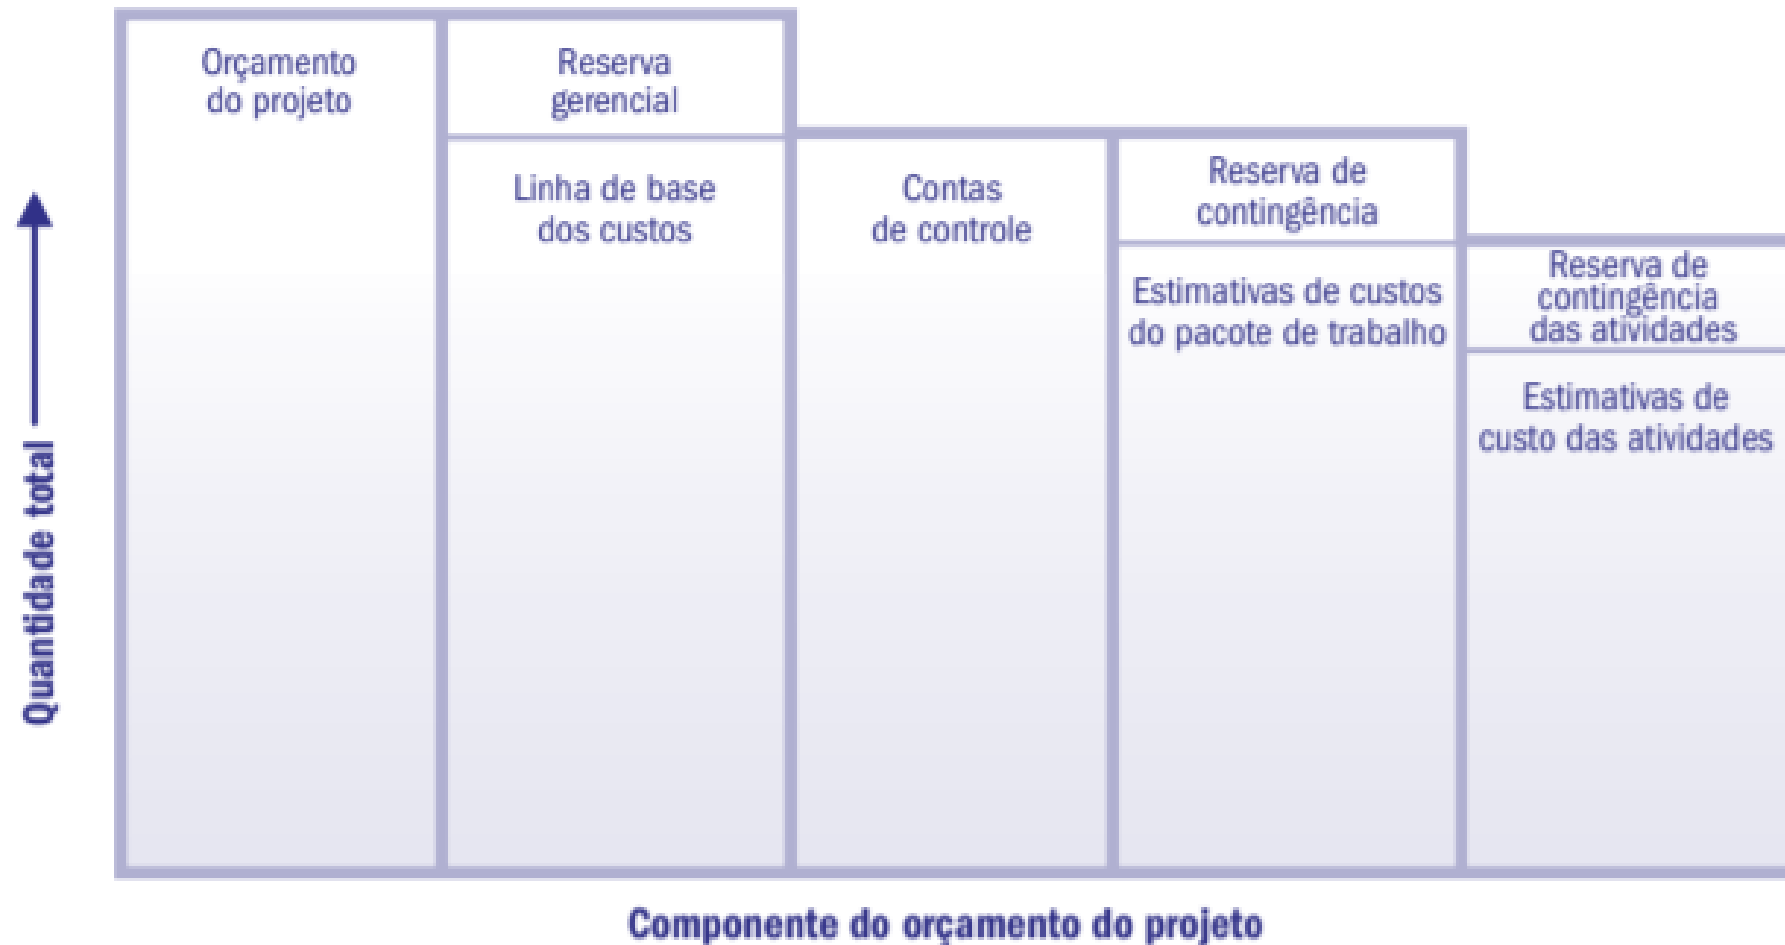 Orçamento
do projeto
Reserva
gerencial
Linha de base
dos custos
Contas
de controle
Reserva de
contingência
Estimativas de custos
do pacote de trabalho
Reserva de
contingência
das atividades
Estimativas de
custo das atividades
Quantidade total
Componente do orçamento do projeto